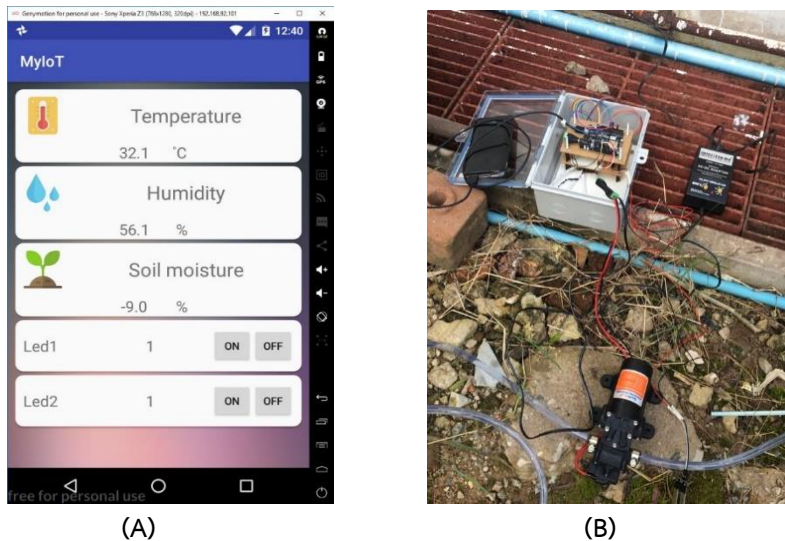 Genymotion for personal use - Sony Xperia Z3 (768x1280, 320dpi) - 192.168.92.101
12:40
MyIoT
Temperature
32.1 °C
Humidity
56.1 %
Soil moisture
-9.0 %
Led1 1 ON OFF
Led2 1 ON OFF
free for personal use
GPS
(A)
(B)